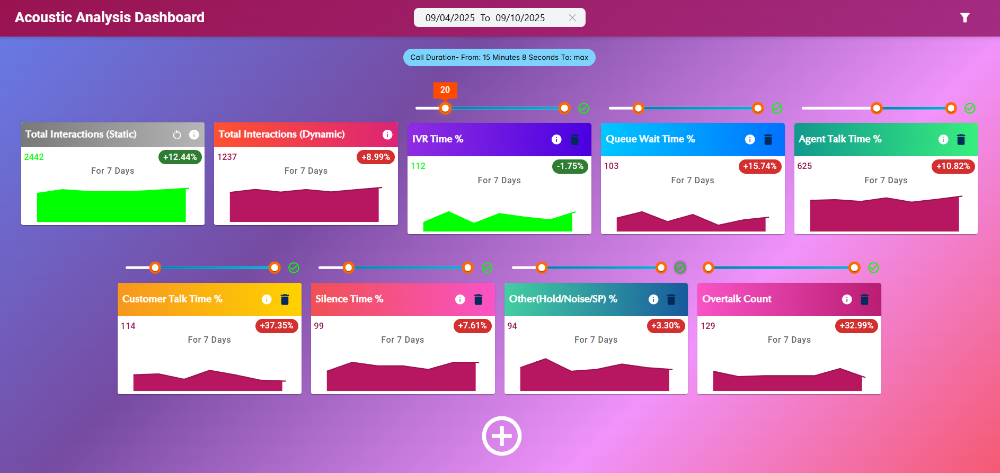 Acoustic Analysis Dashboard
09/04/2025 To 09/10/2025
Call Duration- From: 15 Minutes 8 Seconds To: max
20
Total Interactions (Static)
2442
+12.44%
For 7 Days
Total Interactions (Dynamic)
1237
+8.99%
For 7 Days
IVR Time %
112
-1.75%
For 7 Days
Queue Wait Time %
103
+15.74%
For 7 Days
Agent Talk Time %
625
+10.82%
For 7 Days
Customer Talk Time %
114
+37.35%
For 7 Days
Silence Time %
99
+7.61%
For 7 Days
Other(Hold/Noise/SP) %
94
+3.30%
For 7 Days
Overtalk Count
129
+32.99%
For 7 Days